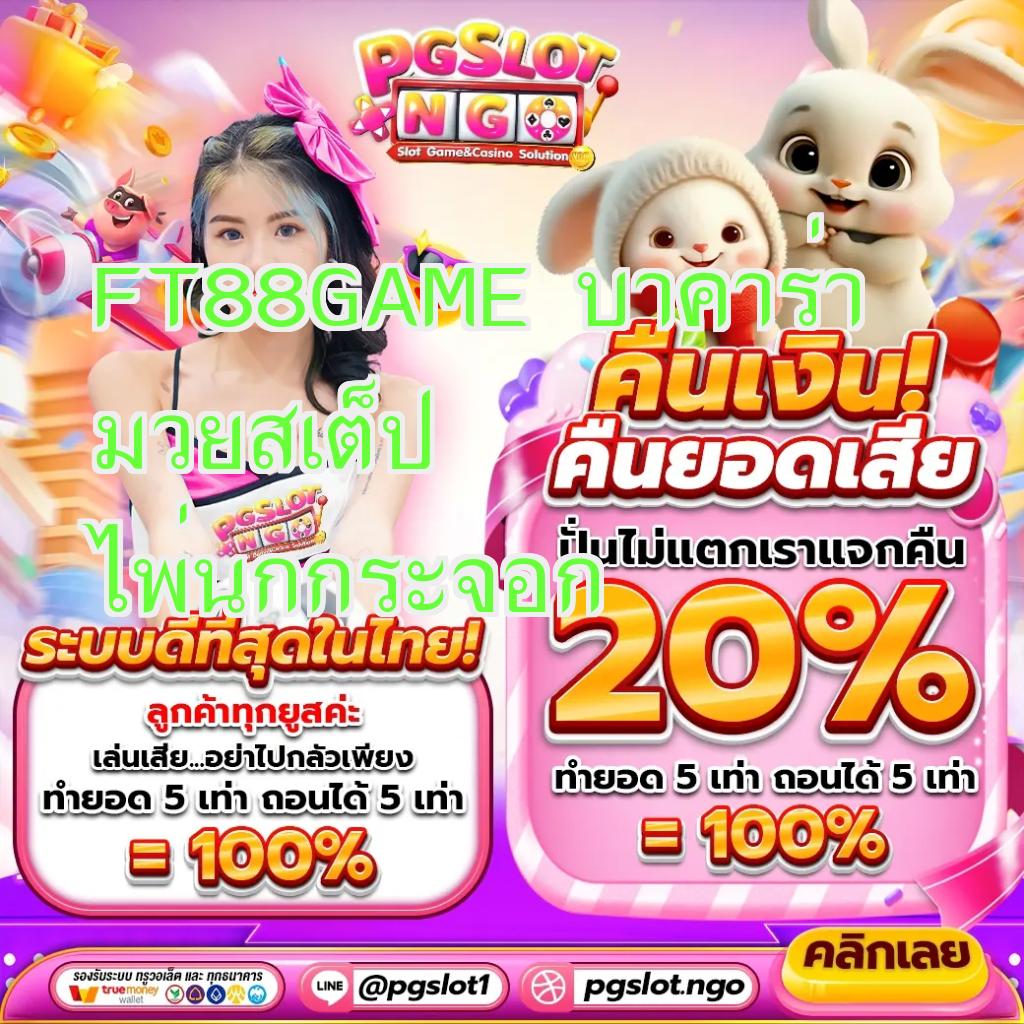 PGSLOT
NGO
Slot Game&Casino Solution
FT88GAME บาคาร่า
มวยสเต็ป
ไพ่นกกระจอก
PGSLOT
NGO
คืนเงิน!
คืนยอดเสีย
ปั่นไม่แตกเราแจกคืน
20%
ทำยอด 5 เท่า ถอนได้ 5 เท่า
= 100%
ระบบดีที่สุดในไทย!
ลูกค้าทุกยูสค่ะ
เล่นเสีย...อย่าไปกลัวเพียง
ทำยอด 5 เท่า ถอนได้ 5 เท่า
= 100%
คลิกเลย
รองรับระบบ ทรูวอเล็ต และ ทุกธนาคาร
truemoney
wallet
LINE @pgslot1
pgslot.ngo